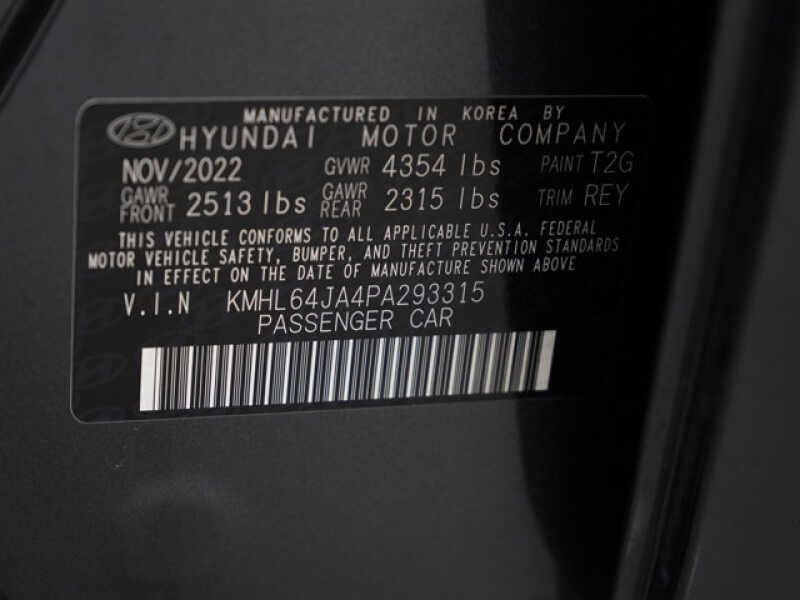 MANUFACTURED IN KOREA BY
HYUNDAI MOTOR COMPANY
NOV/2022 GVWR 4354 lbs PAINT T2G
GAWR FRONT 2513 lbs GAWR REAR 2315 lbs TRIM REY
THIS VEHICLE CONFORMS TO ALL APPLICABLE U.S.A. FEDERAL
MOTOR VEHICLE SAFETY, BUMPER, AND THEFT PREVENTION STANDARDS
IN EFFECT ON THE DATE OF MANUFACTURE SHOWN ABOVE
V.I.N KMHL64JA4PA293315
PASSENGER CAR